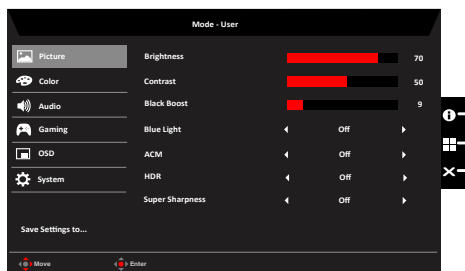 Mode - User
Picture
Brightness 70
Color
Contrast 50
Audio
Black Boost 9
Gaming
Blue Light Off
OSD
ACM Off
System
HDR Off
Super Sharpness Off
Save Settings to...
Move Enter